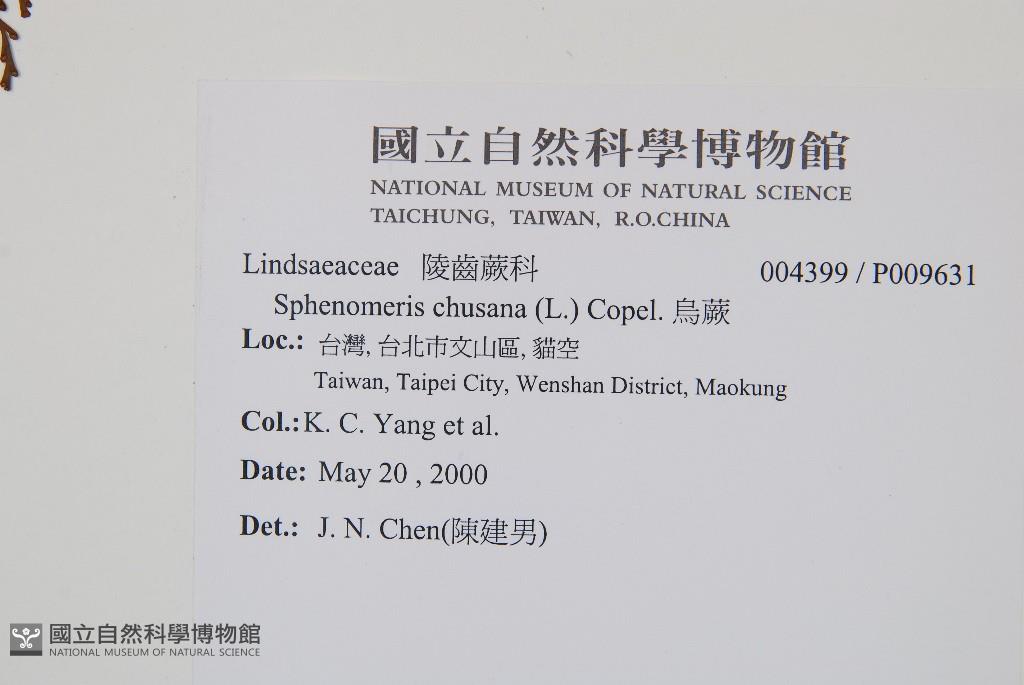 國立自然科學博物館
NATIONAL MUSEUM OF NATURAL SCIENCE
TAICHUNG, TAIWAN, R.O.CHINA
Lindsaeaceae 陵齒蕨科 004399 / P009631
Sphenomeris chusana (L.) Copel. 烏蕨
Loc.: 台灣, 台北市文山區, 貓空
Taiwan, Taipei City, Wenshan District, Maokung
Col.: K. C. Yang et al.
Date: May 20 , 2000
Det.: J. N. Chen(陳建男)
國立自然科學博物館
NATIONAL MUSEUM OF NATURAL SCIENCE